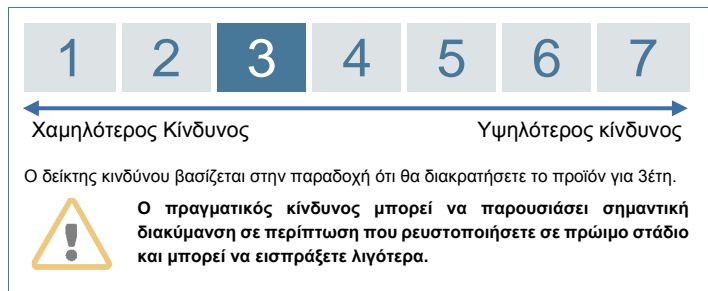 1 2 3 4 5 6 7
Χαμηλότερος Κίνδυνος Υψηλότερος κίνδυνος
Ο δείκτης κινδύνου βασίζεται στην παραδοχή ότι θα διακρατήσετε το προϊόν για 3έτη.
Ο πραγματικός κίνδυνος μπορεί να παρουσιάσει σημαντική
διακύμανση σε περίπτωση που ρευστοποιήσετε σε πρώιμο στάδιο
και μπορεί να εισπράξετε λιγότερα.